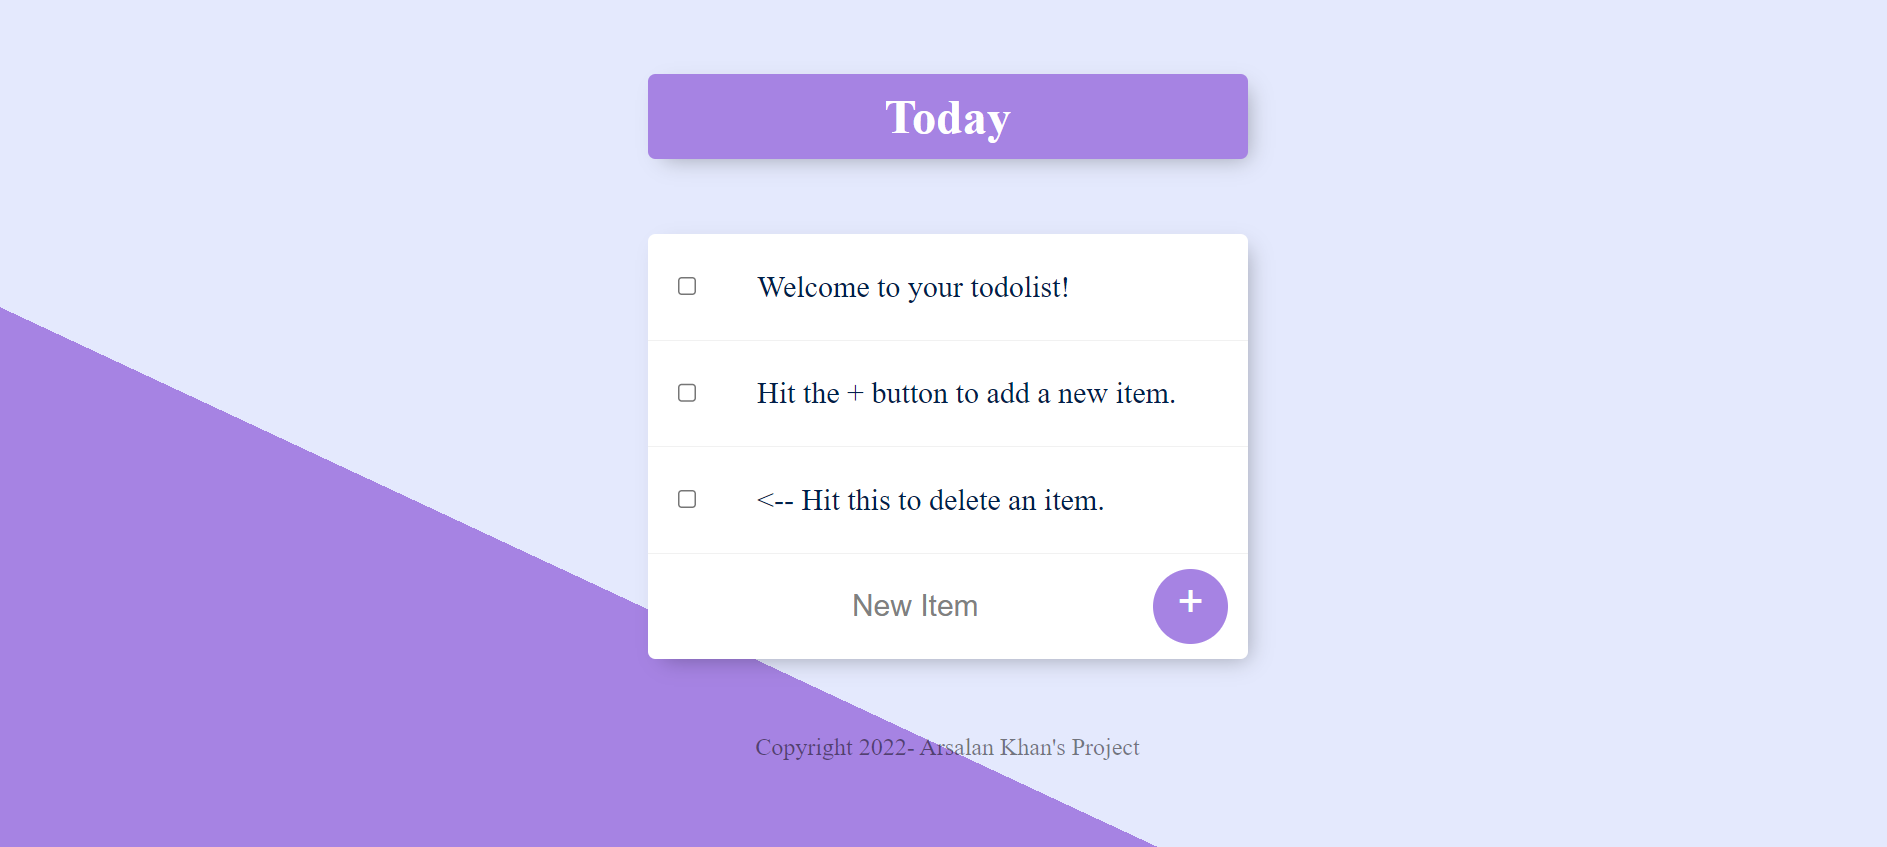 Today
Welcome to your todolist!
Hit the + button to add a new item.
<-- Hit this to delete an item.
New Item +
Copyright 2022- Arsalan Khan's Project